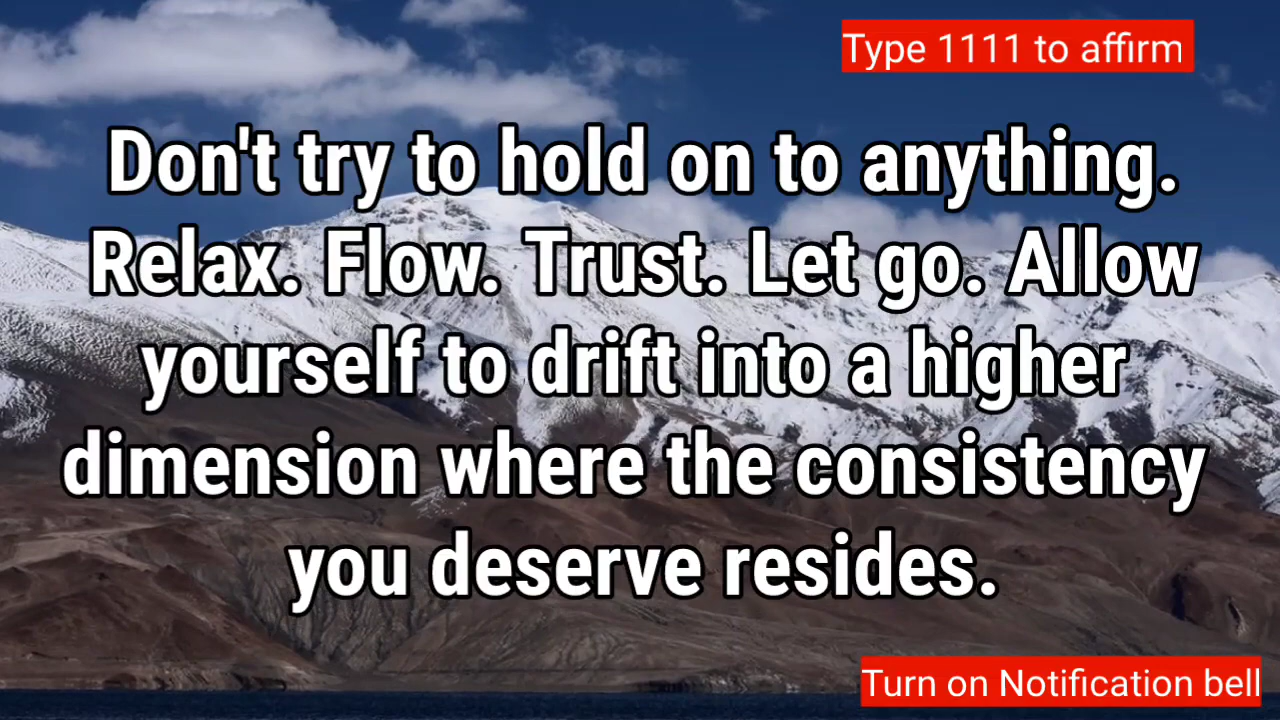 Type 1111 to affirm
Don't try to hold on to anything.
Relax. Flow. Trust. Let go. Allow
yourself to drift into a higher
dimension where the consistency
you deserve resides.
Turn on Notification bell